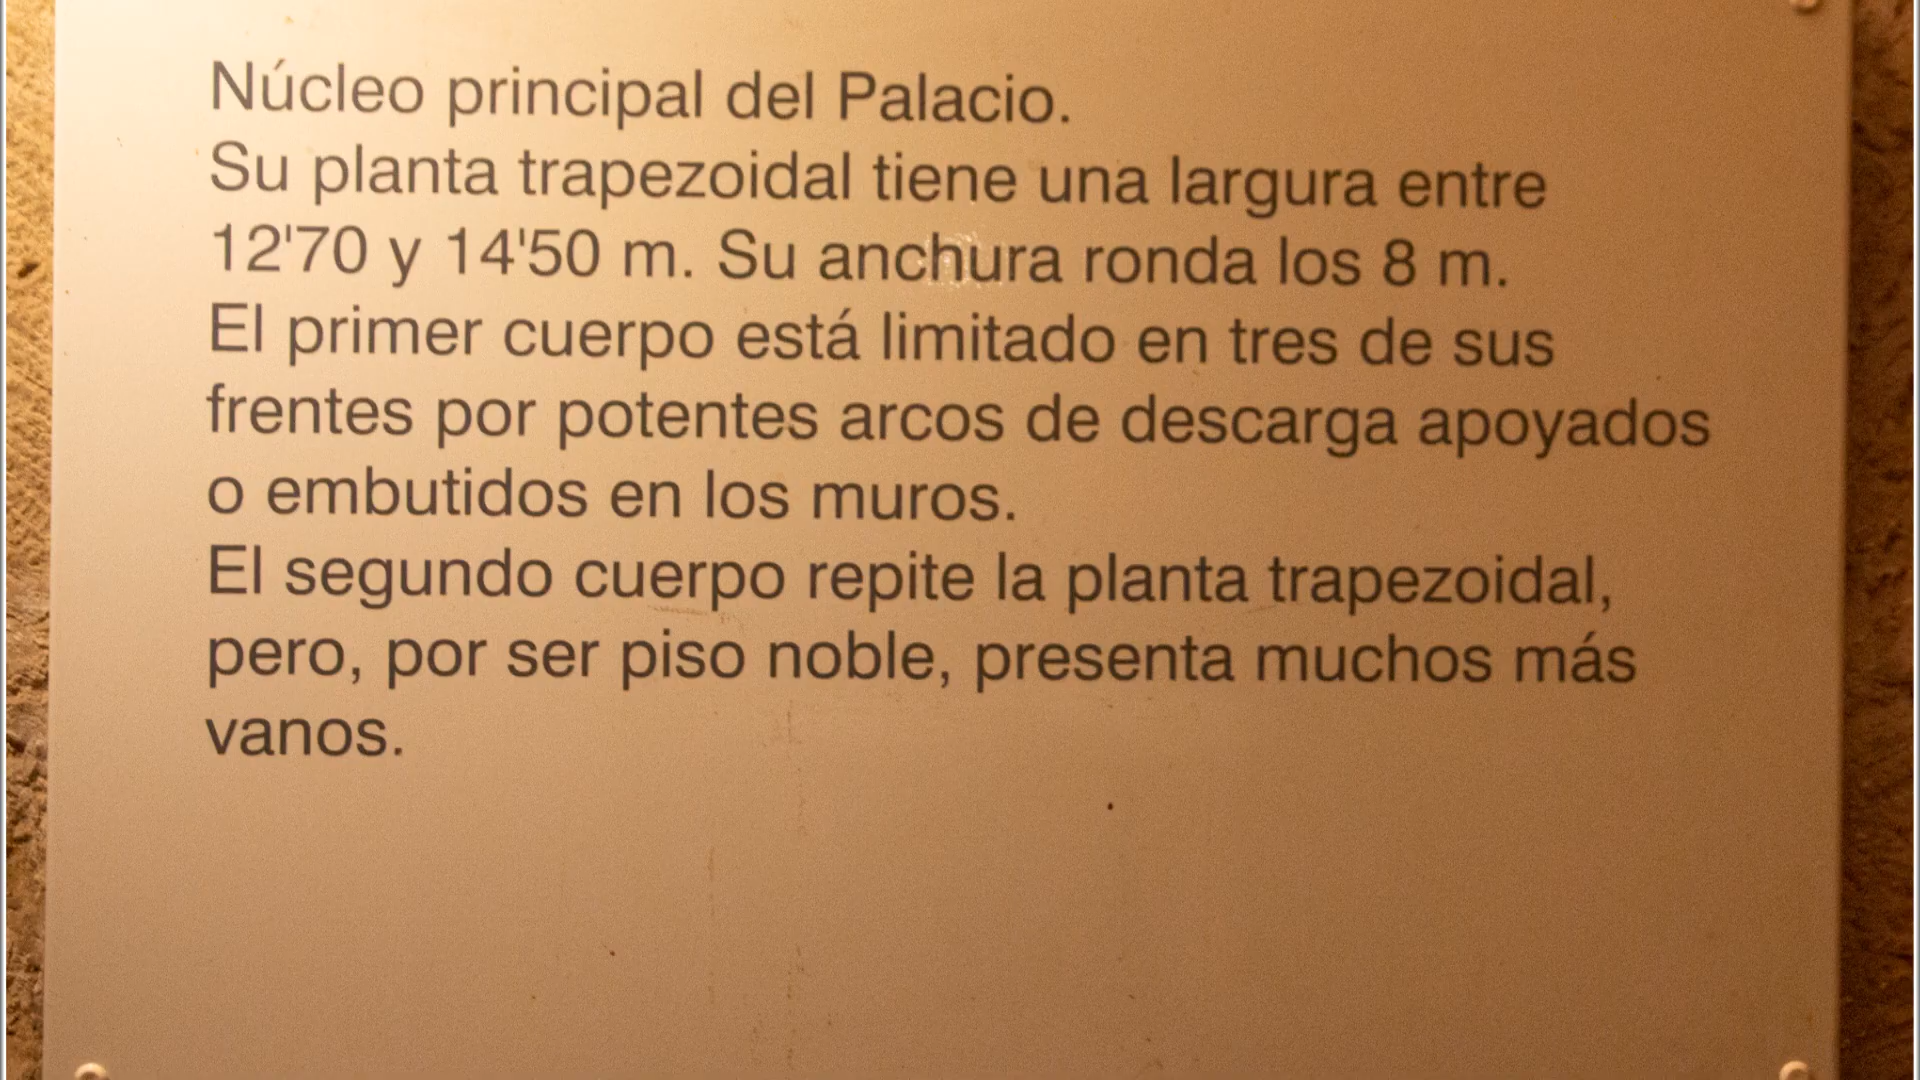 Núcleo principal del Palacio.
Su planta trapezoidal tiene una largura entre
12'70 y 14'50 m. Su anchura ronda los 8 m.
El primer cuerpo está limitado en tres de sus
frentes por potentes arcos de descarga apoyados
o embutidos en los muros.
El segundo cuerpo repite la planta trapezoidal,
pero, por ser piso noble, presenta muchos más
vanos.